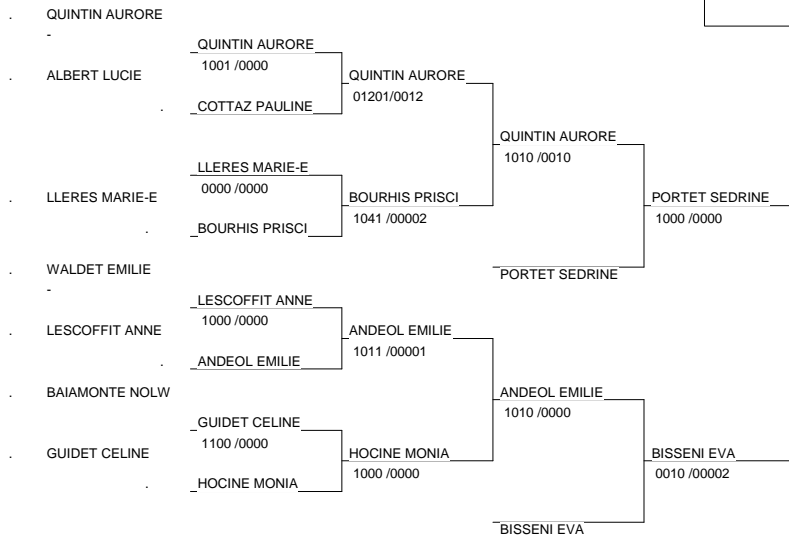 . QUINTIN AURORE
-
QUINTIN AURORE
1001 /0000
. ALBERT LUCIE
QUINTIN AURORE
01201/0012
. COTTAZ PAULINE
QUINTIN AURORE
1010 /0010
LLERES MARIE-E
0000 /0000
. LLERES MARIE-E
BOURHIS PRISCI
1041 /00002
PORTET SEDRINE
1000 /0000
. BOURHIS PRISCI
. WALDET EMILIE
-
PORTET SEDRINE
LESCOFFIT ANNE
1000 /0000
. LESCOFFIT ANNE
ANDEOL EMILIE
1011 /00001
. ANDEOL EMILIE
. BAIAMONTE NOLW
ANDEOL EMILIE
1010 /0000
GUIDET CELINE
1100 /0000
. GUIDET CELINE
HOCINE MONIA
1000 /0000
BISSENI EVA
0010 /00002
. HOCINE MONIA
BISSENI EVA